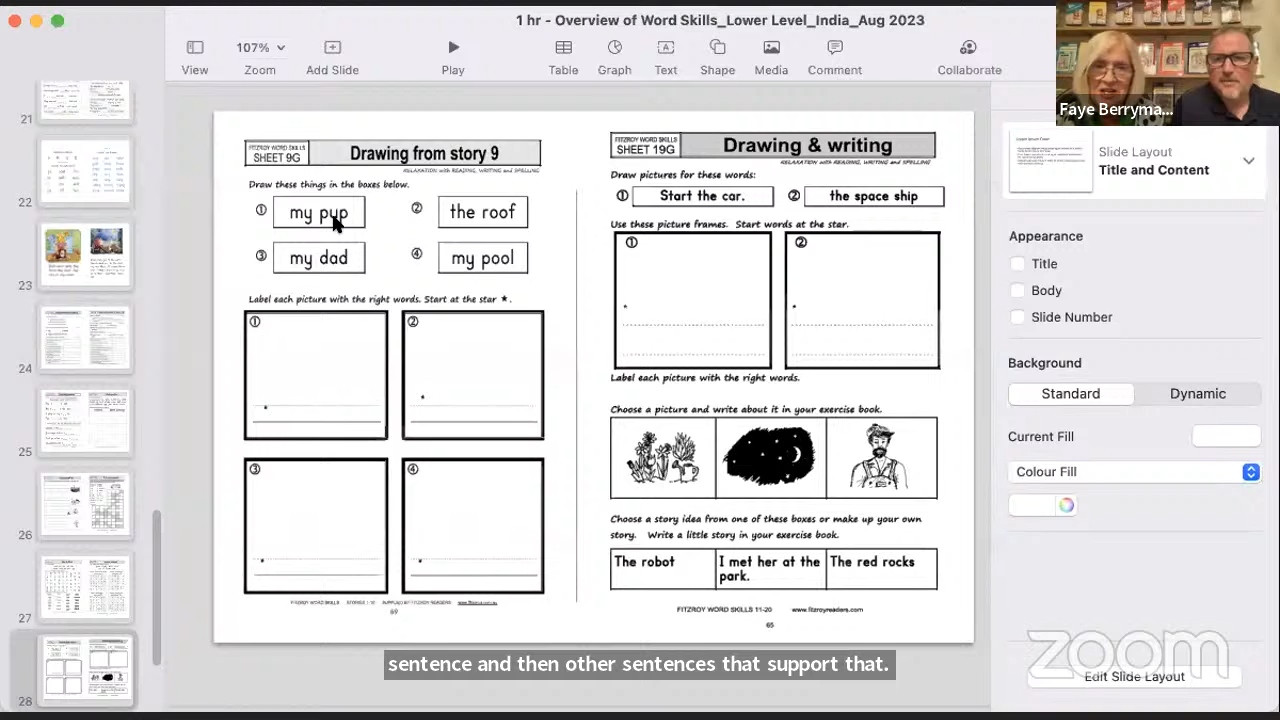 1 hr - Overview of Word Skills_Lower Level_India_Aug 2023
107%
View
Zoom
Add Slide
Play
Table
Graph
Text
Shape
Media
Comment
Collaborate
Faye Berryma...
21
22
23
24
25
26
27
28
FITZROY WORD SKILLS
SHEET 9G
Drawing from story 9
RELAXATION with READING, WRITING and SPELLING
Draw these things in the boxes below.
① my pup
② the roof
③ my dad
④ my pool
Label each picture with the right words. Start at the star ★.
①
②
③
④
69
FITZROY WORD SKILLS
SHEET 19G
Drawing & writing
RELAXATION with READING, WRITING and SPELLING
Draw pictures for these words:
① Start the car.
② the space ship
Use these picture frames. Start words at the star.
①
②
Label each picture with the right words.
Choose a picture and write about it in your exercise book.
Choose a story idea from one of these boxes or make up your own
story. Write a little story in your exercise book.
The robot
I met her at the
park.
The red rocks
FITZROY WORD SKILLS 11-20 www.fitzroyreaders.com
65
sentence and then other sentences that support that.
Slide Layout
Title and Content
Appearance
Title
Body
Slide Number
Background
Standard
Dynamic
Current Fill
Colour Fill
Edit Slide Layout
zoom